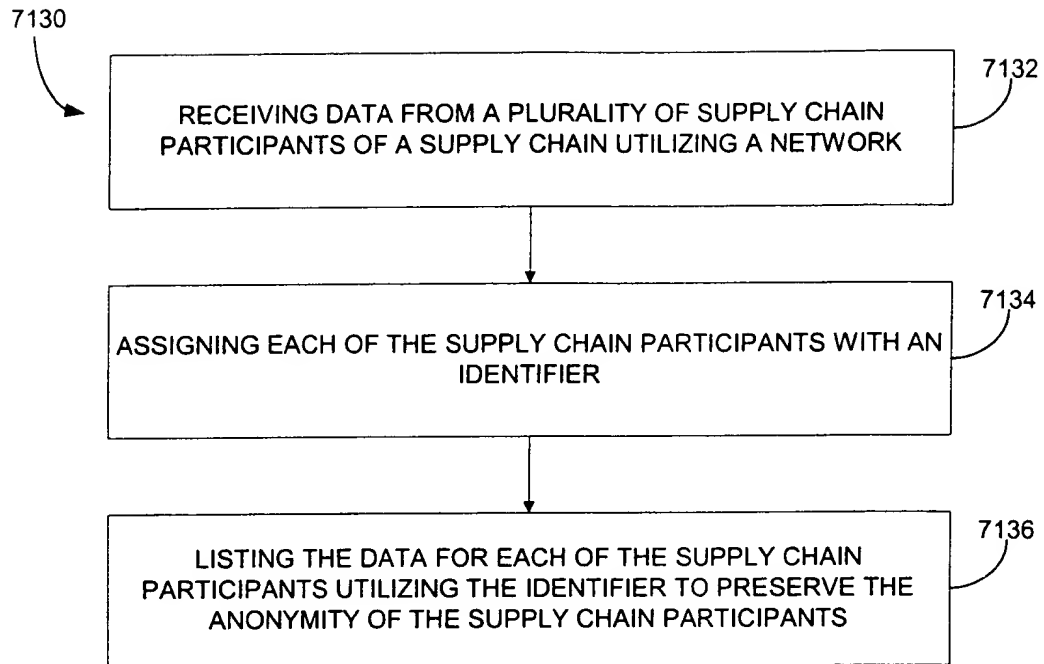 7130
7132
RECEIVING DATA FROM A PLURALITY OF SUPPLY CHAIN
PARTICIPANTS OF A SUPPLY CHAIN UTILIZING A NETWORK
7134
ASSIGNING EACH OF THE SUPPLY CHAIN PARTICIPANTS WITH AN
IDENTIFIER
7136
LISTING THE DATA FOR EACH OF THE SUPPLY CHAIN
PARTICIPANTS UTILIZING THE IDENTIFIER TO PRESERVE THE
ANONYMITY OF THE SUPPLY CHAIN PARTICIPANTS